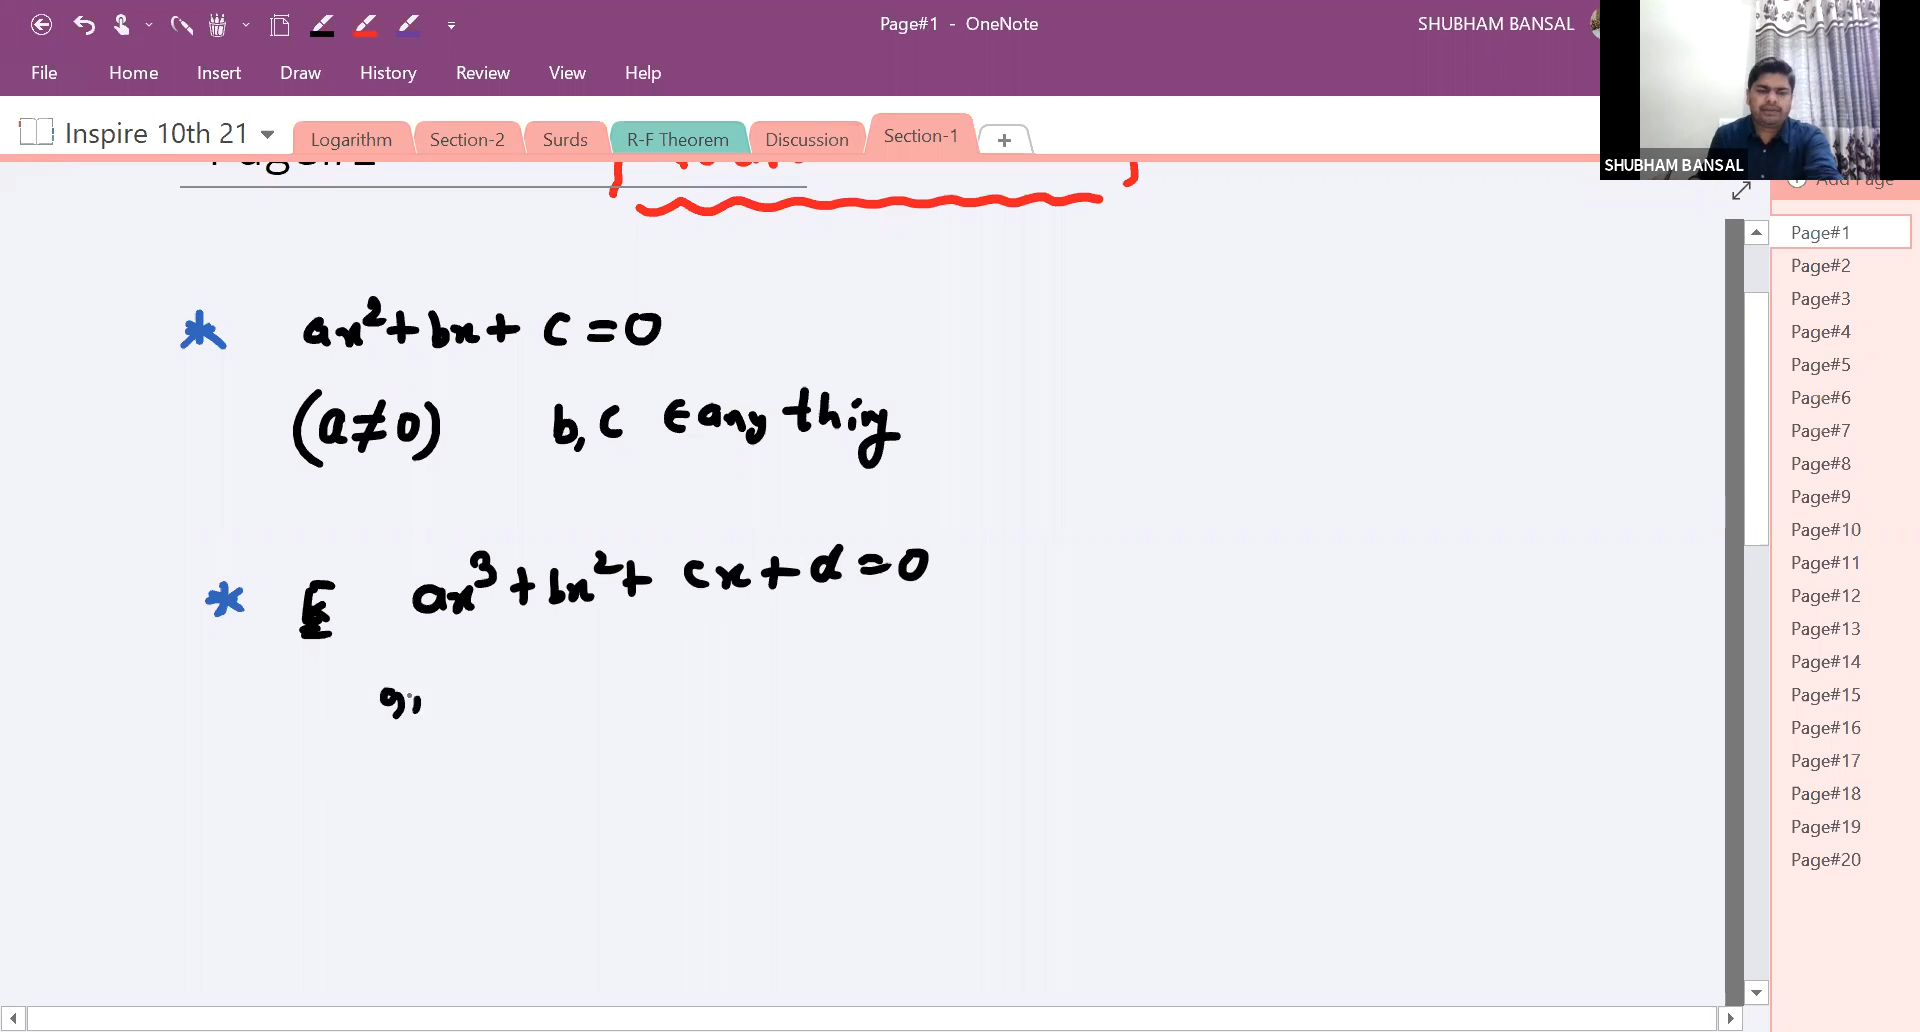 Page#1 - OneNote
SHUBHAM BANSAL
File Home Insert Draw History Review View Help
Inspire 10th 21
Logarithm Section-2 Surds R-F Theorem Discussion Section-1 +
SHUBHAM BANSAL
Add Page
ax²+bx+c=0
(a≠0) b,c ∈ any thing
ax³+bx²+cx+d=0
Page#1
Page#2
Page#3
Page#4
Page#5
Page#6
Page#7
Page#8
Page#9
Page#10
Page#11
Page#12
Page#13
Page#14
Page#15
Page#16
Page#17
Page#18
Page#19
Page#20